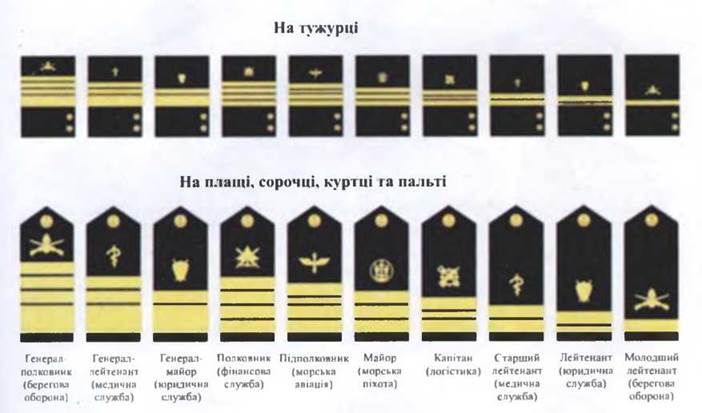 На тужурці
На плащі, сорочці, куртці та пальті
Генерал-полковник (берегова оборона)
Генерал-лейтенант (медична служба)
Генерал-майор (юридична служба)
Полковник (фінансова служба)
Підполковник (морська авіація)
Майор (морська піхота)
Капітан (логістика)
Старший лейтенант (медична служба)
Лейтенант (юридична служба)
Молодший лейтенант (берегова оборона)